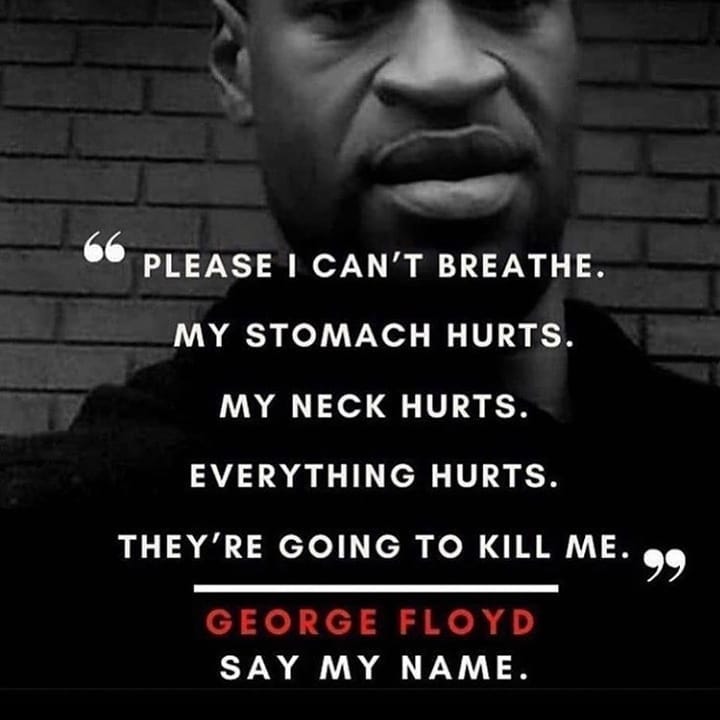 “ PLEASE I CAN’T BREATHE.
MY STOMACH HURTS.
MY NECK HURTS.
EVERYTHING HURTS.
THEY’RE GOING TO KILL ME. ”
GEORGE FLOYD
SAY MY NAME.